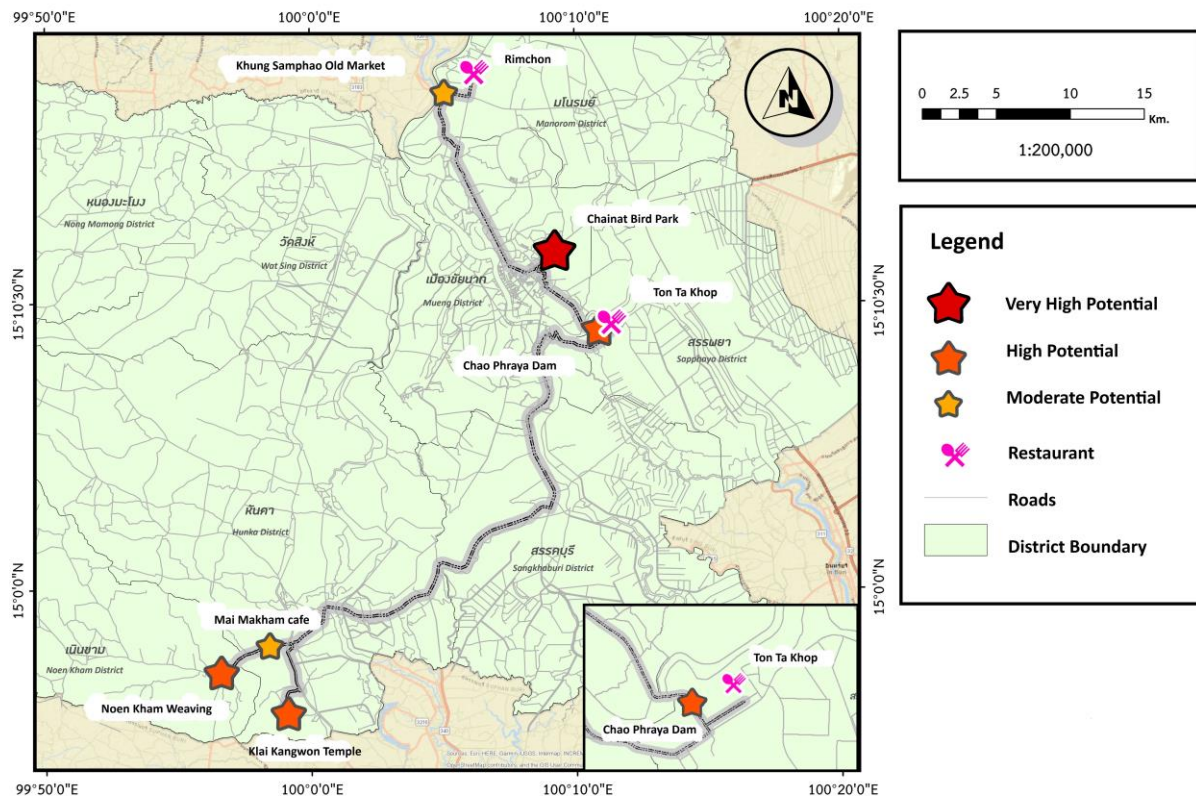 99°50'0"E
100°0'0"E
100°10'0"E
100°20'0"E
Khung Samphao Old Market
Rimchon
มโนรมย์
Manorom District
N
หนองมะโมง
Nong Mamong District
วัดสิงห์
Wat Sing District
Chainat Bird Park
เมืองชัยนาท
Mueng District
Ton Ta Khop
15°10'30"N
15°10'30"N
สรรพยา
Sapphaya District
Chao Phraya Dam
หันคา
Hunka District
สรรคบุรี
Sangkhaburi District
15°0'0"N
15°0'0"N
Mai Makham cafe
เนินขาม
Noen Kham District
Noen Kham Weaving
Klai Kangwon Temple
Ton Ta Khop
Chao Phraya Dam
99°50'0"E
100°0'0"E
100°10'0"E
100°20'0"E
0 2.5 5 10 15
Km.
1:200,000
Legend
Very High Potential
High Potential
Moderate Potential
Restaurant
Roads
District Boundary